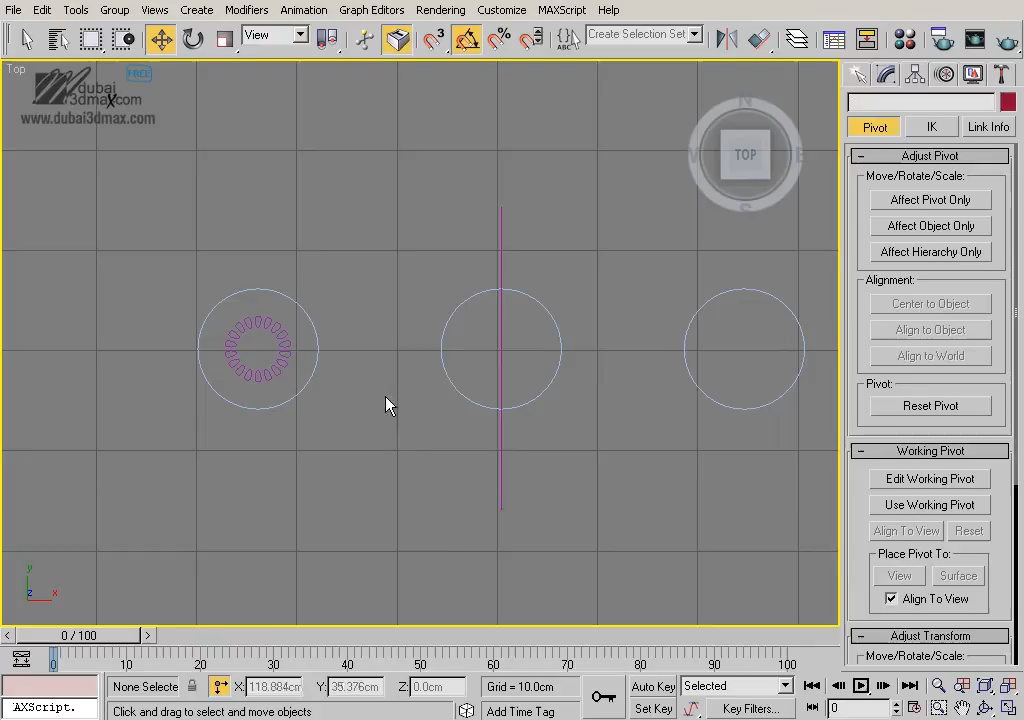 File Edit Tools Group Views Create Modifiers Animation Graph Editors Rendering Customize MAXScript Help
View 3 % ABC Create Selection Set
Top
FREE
dubai
3dmax.com
X
www.dubai3dmax.com
N
W TOP E
S
Pivot IK Link Info
Adjust Pivot
Move/Rotate/Scale:
Affect Pivot Only
Affect Object Only
Affect Hierarchy Only
Alignment:
Center to Object
Align to Object
Align to World
Pivot:
Reset Pivot
Working Pivot
Edit Working Pivot
Use Working Pivot
Align To View Reset
Place Pivot To:
View Surface
Align To View
Adjust Transform
Move/Rotate/Scale:
y
z x
< 0 / 100 >
0 10 20 30 40 50 60 70 80 90 100
None Selecte X: 118.884cm Y: 35.376cm Z: 0.0cm Grid = 10.0cm Auto Key Selected
AXScript. Click and drag to select and move objects Add Time Tag Set Key Key Filters... 0